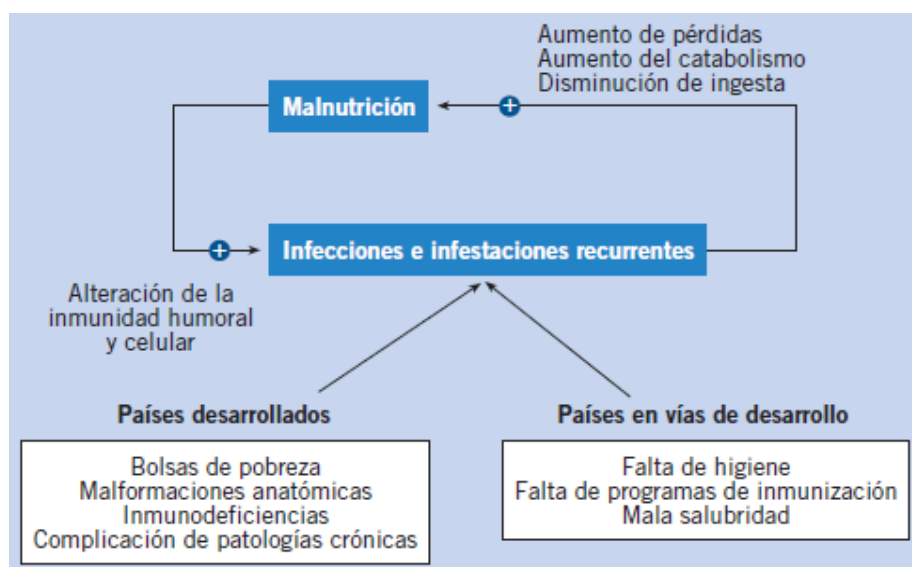 Aumento de pérdidas
Aumento del catabolismo
Disminución de ingesta
Malnutrición
Infecciones e infestaciones recurrentes
Alteración de la
inmunidad humoral
y celular
Países desarrollados
Bolsas de pobreza
Malformaciones anatómicas
Inmunodeficiencias
Complicación de patologías crónicas
Países en vías de desarrollo
Falta de higiene
Falta de programas de inmunización
Mala salubridad